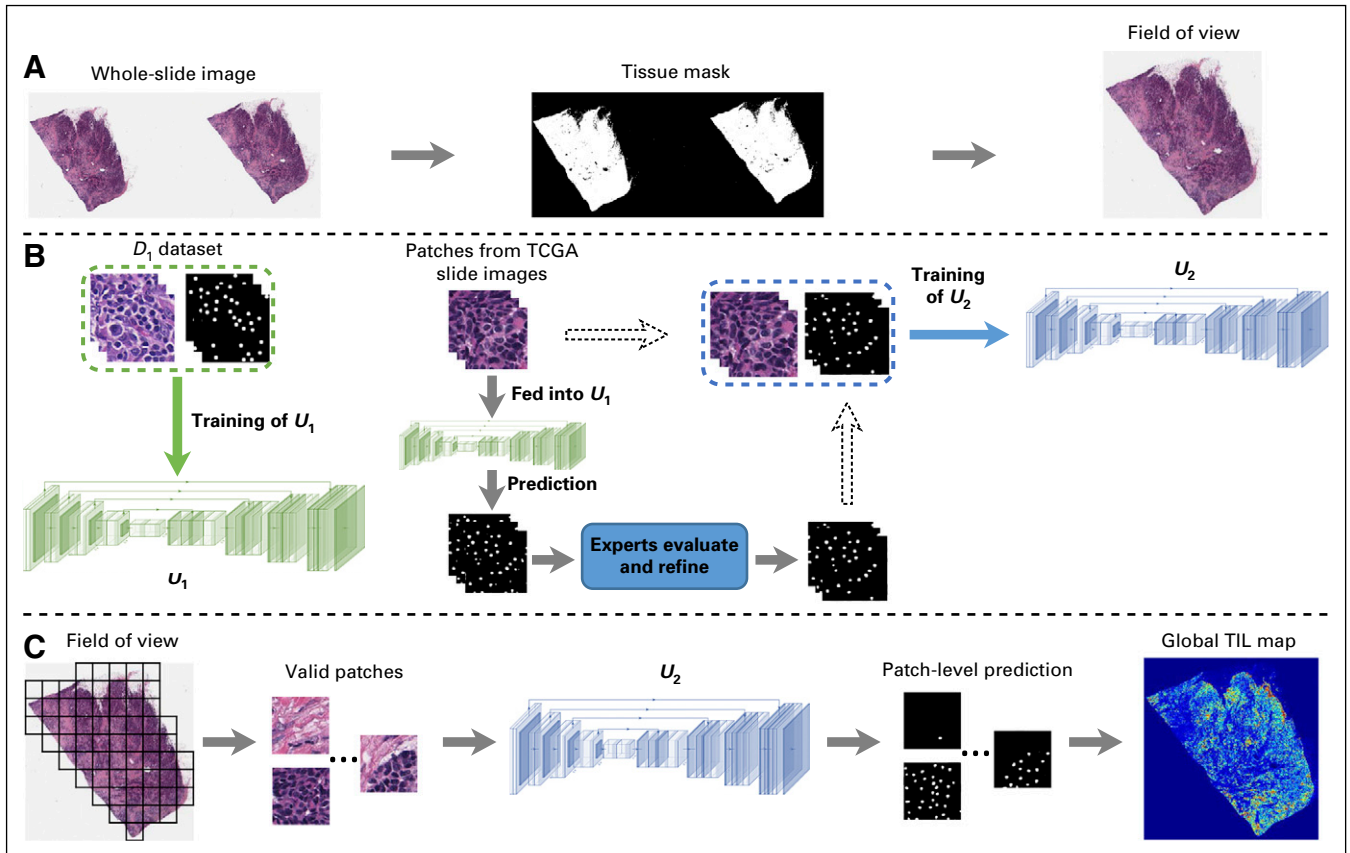 A
Whole-slide image
Tissue mask
Field of view
B
D1 dataset
Training of U1
U1
Patches from TCGA
slide images
Fed into U1
Prediction
Experts evaluate
and refine
Training
of U2
U2
C
Field of view
Valid patches
U2
Patch-level prediction
Global TIL map